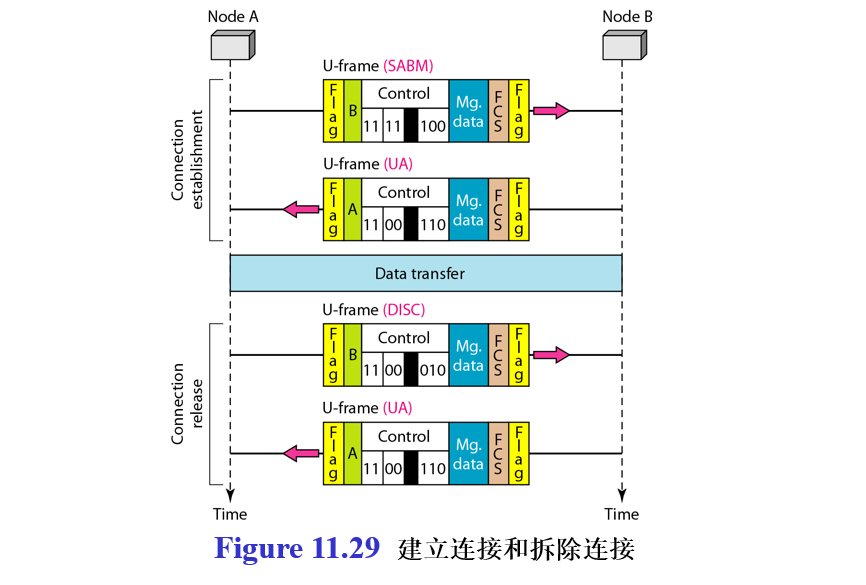 Node A
Node B
U-frame (SABM)
Flag
B
Control
11 11 100
Mg. data
FCS
Flag
Connection establishment
U-frame (UA)
Flag
A
Control
11 00 110
Mg. data
FCS
Flag
Data transfer
U-frame (DISC)
Flag
B
Control
11 00 010
Mg. data
FCS
Flag
Connection release
U-frame (UA)
Flag
A
Control
11 00 110
Mg. data
FCS
Flag
Time
Time
Figure 11.29 建立连接和拆除连接